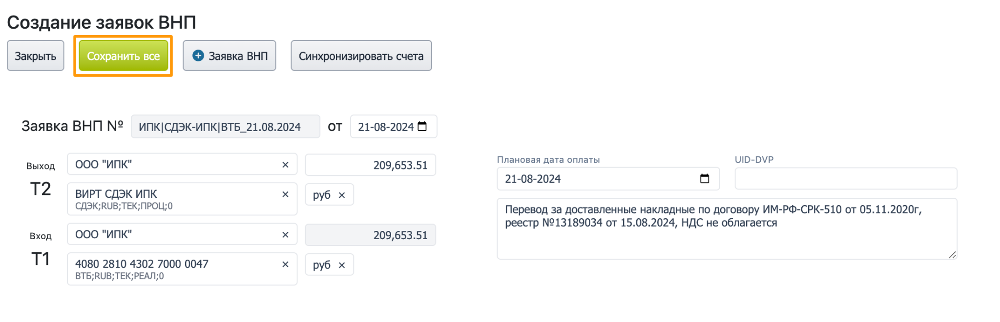 Создание заявок ВНП
Закрыть
Сохранить все
Заявка ВНП
Синхронизировать счета
Заявка ВНП № ИПК|СДЭК-ИПК|ВТБ_21.08.2024 от 21-08-2024
Выход
Т2
ООО "ИПК" × 209,653.51
ВИРТ СДЭК ИПК × руб ×
СДЭК;RUB;ТЕК;ПРОЦ;0
Вход
Т1
ООО "ИПК" × 209,653.51
4080 2810 4302 7000 0047 × руб ×
ВТБ;RUB;ТЕК;РЕАЛ;0
Плановая дата оплаты
21-08-2024
UID-DVP
Перевод за доставленные накладные по договору ИМ-РФ-СРК-510 от 05.11.2020г,
реестр №13189034 от 15.08.2024, НДС не облагается